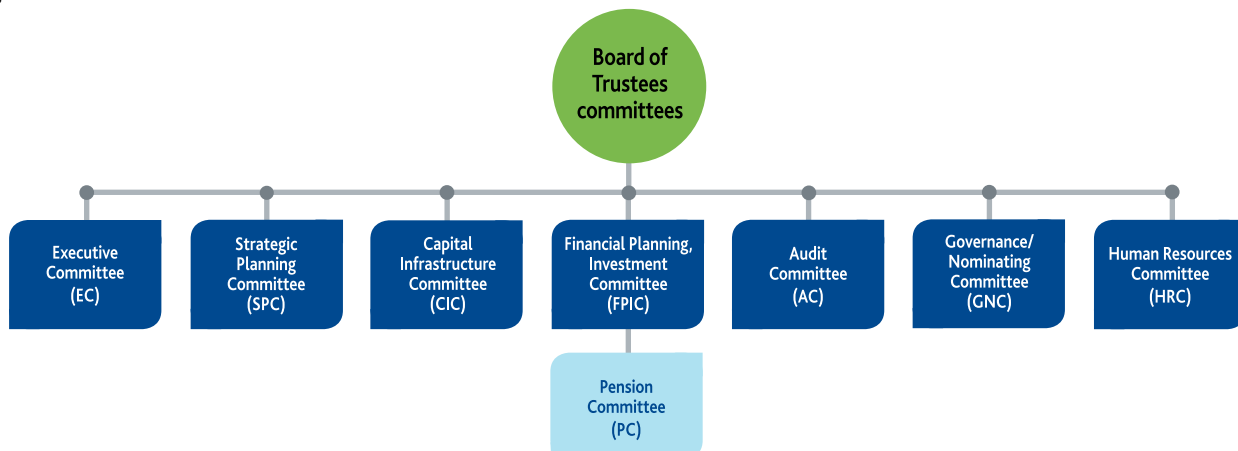 Board of
Trustees
committees
Executive
Committee
(EC)
Strategic
Planning
Committee
(SPC)
Capital
Infrastructure
Committee
(CIC)
Financial Planning,
Investment
Committee
(FPIC)
Audit
Committee
(AC)
Governance/
Nominating
Committee
(GNC)
Human Resources
Committee
(HRC)
Pension
Committee
(PC)